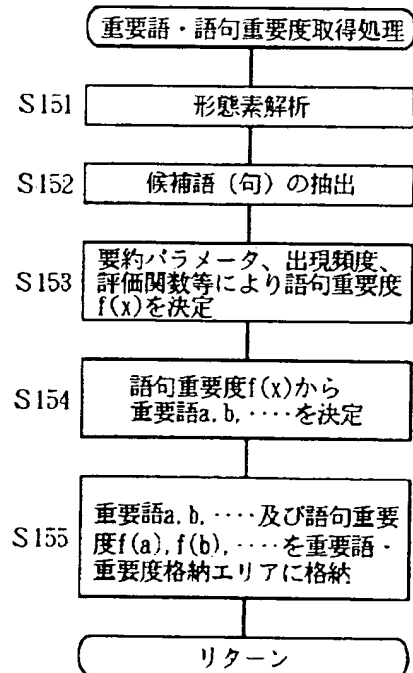 重要語・語句重要度取得処理
S151
形態素解析
S152
候補語(句)の抽出
S153
要約パラメータ、出現頻度、
評価関数等により語句重要度
f(x)を決定
S154
語句重要度f(x)から
重要語a,b,‥‥を決定
S155
重要語a,b,‥‥及び語句重要
度f(a),f(b),‥‥を重要語・
重要度格納エリアに格納
リターン